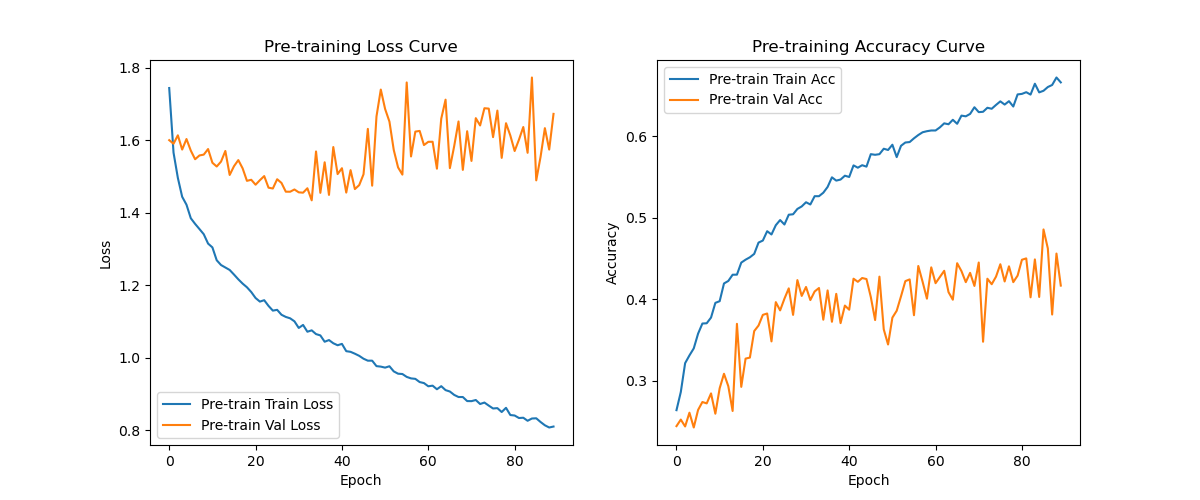 Pre-training Loss Curve
1.8
1.6
1.4
1.2
1.0
0.8
Loss
Pre-train Train Loss
Pre-train Val Loss
0
20
40
60
80
Epoch
Pre-training Accuracy Curve
Pre-train Train Acc
Pre-train Val Acc
0.6
0.5
0.4
0.3
Accuracy
0
20
40
60
80
Epoch